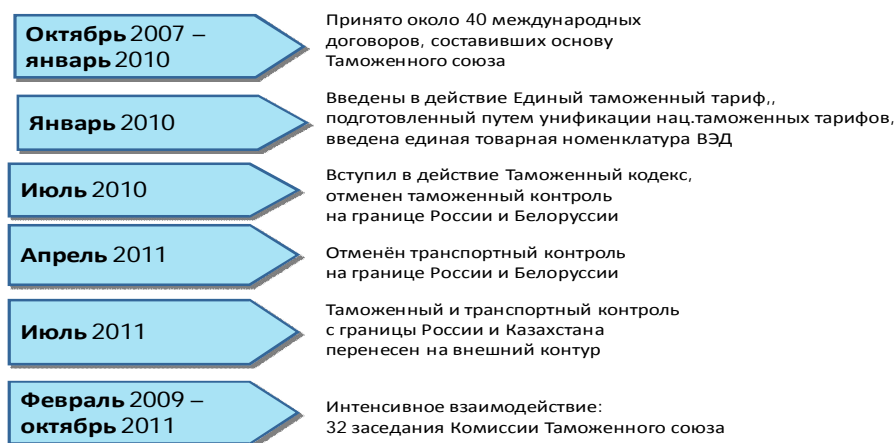 Октябрь 2007 –
январь 2010
Принято около 40 международных
договоров, составивших основу
Таможенного союза
Январь 2010
Введены в действие Единый таможенный тариф,,
подготовленный путем унификации нац.таможенных тарифов,
введена единая товарная номенклатура ВЭД
Июль 2010
Вступил в действие Таможенный кодекс,
отменен таможенный контроль
на границе России и Белоруссии
Апрель 2011
Отменён транспортный контроль
на границе России и Белоруссии
Июль 2011
Таможенный и транспортный контроль
с границы России и Казахстана
перенесен на внешний контур
Февраль 2009 –
октябрь 2011
Интенсивное взаимодействие:
32 заседания Комиссии Таможенного союза